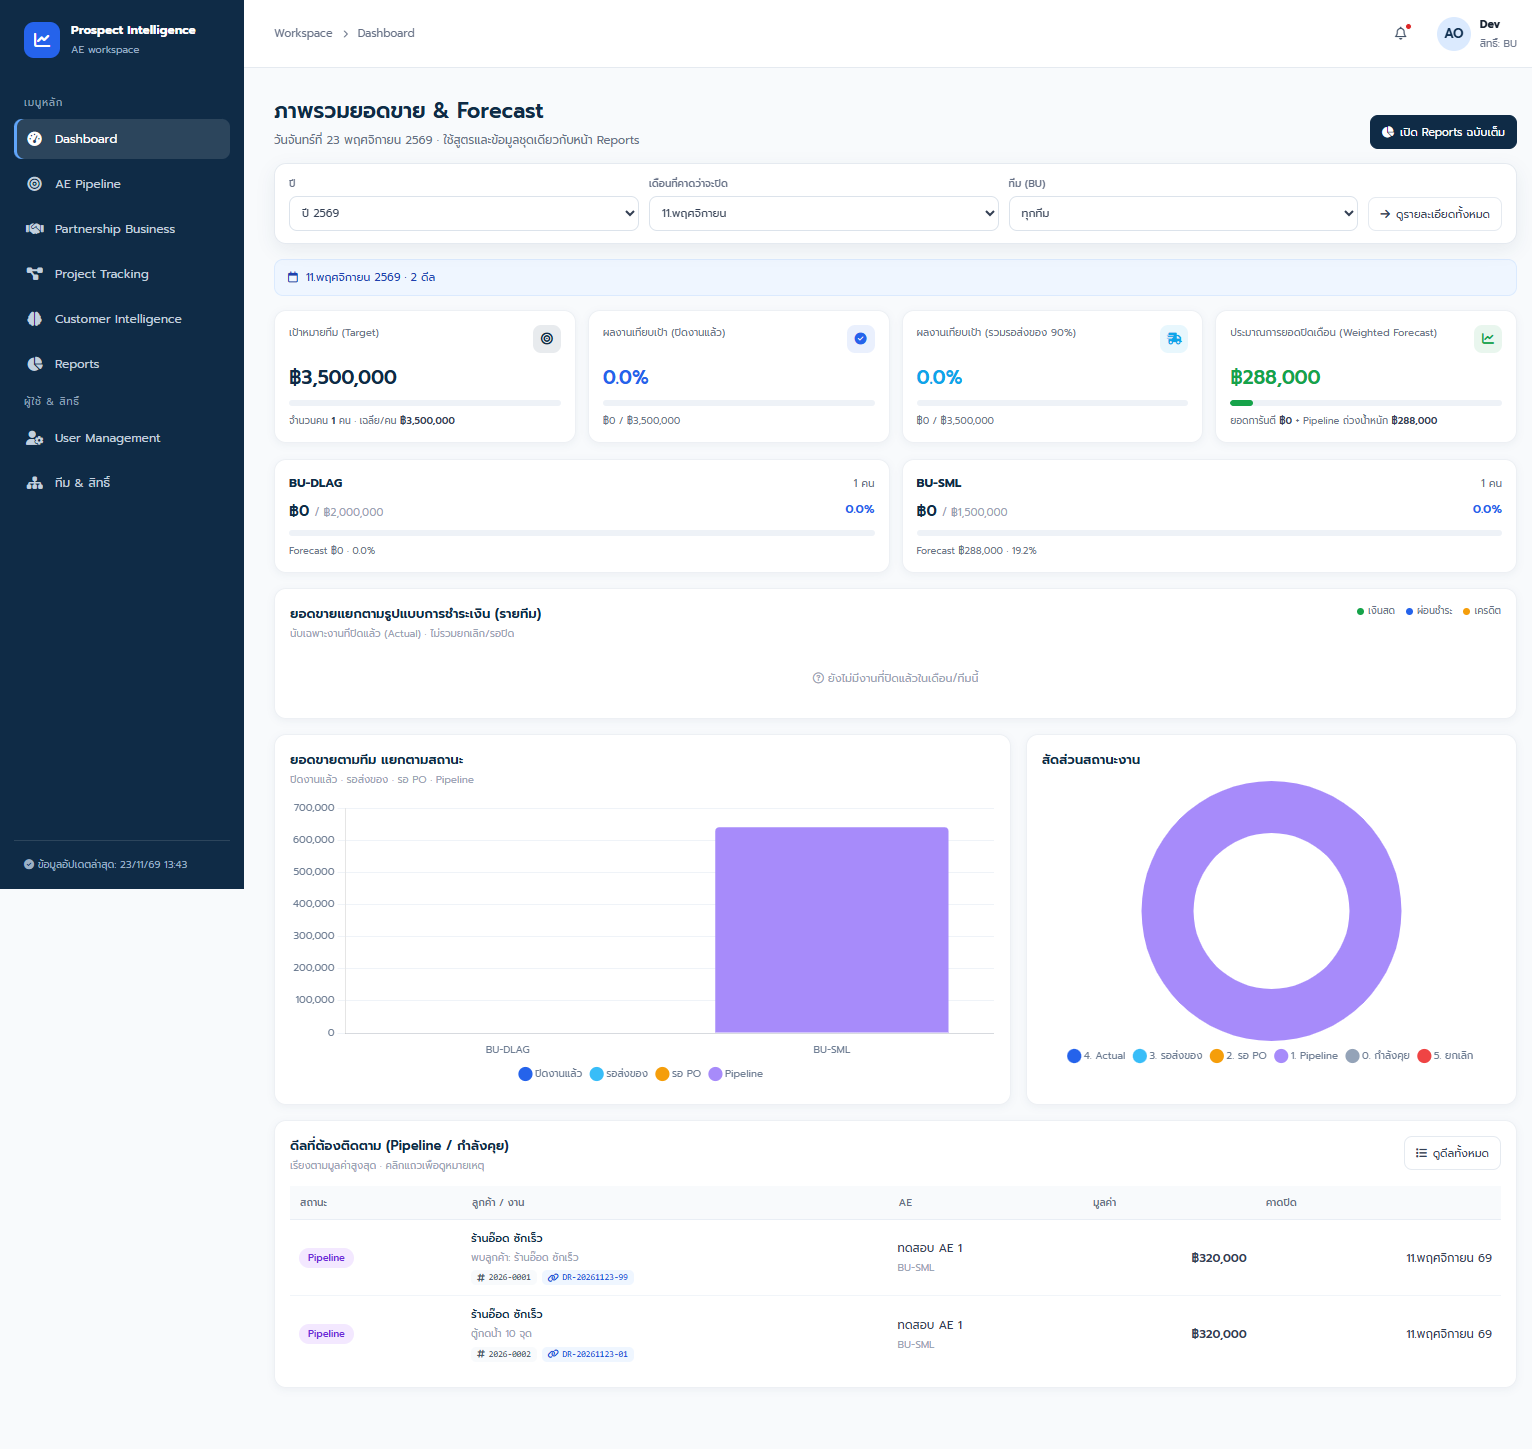 Prospect Intelligence
AE workspace
เมนูหลัก
Dashboard
AE Pipeline
Partnership Business
Project Tracking
Customer Intelligence
Reports
ผู้ใช้ & สิทธิ์
User Management
ทีม & สิทธิ์
ข้อมูลอัปเดตล่าสุด: 23/11/69 13:43
Workspace > Dashboard
AO
Dev
สิทธิ์: BU
ภาพรวมยอดขาย & Forecast
วันจันทร์ที่ 23 พฤศจิกายน 2569 · ใช้สูตรและข้อมูลชุดเดียวกับหน้า Reports
เปิด Reports ฉบับเต็ม
ปี
ปี 2569
เดือนที่คาดว่าจะปิด
11.พฤศจิกายน
ทีม (BU)
ทุกทีม
ดูรายละเอียดทั้งหมด
11.พฤศจิกายน 2569 · 2 ดีล
เป้าหมายทีม (Target)
฿3,500,000
จำนวนคน 1 คน · เฉลี่ย/คน ฿3,500,000
ผลงานเทียบเป้า (ปิดงานแล้ว)
0.0%
฿0 / ฿3,500,000
ผลงานเทียบเป้า (รวมรอส่งของ 90%)
0.0%
฿0 / ฿3,500,000
ประมาณการยอดปิดเดือน (Weighted Forecast)
฿288,000
ยอดการันตี ฿0 + Pipeline ถ่วงน้ำหนัก ฿288,000
BU-DLAG
1 คน
฿0 / ฿2,000,000
0.0%
Forecast ฿0 · 0.0%
BU-SML
1 คน
฿0 / ฿1,500,000
0.0%
Forecast ฿288,000 · 19.2%
ยอดขายแยกตามรูปแบบการชำระเงิน (รายทีม)
นับเฉพาะงานที่ปิดแล้ว (Actual) · ไม่รวมยกเลิก/รอปิด
เงินสด ผ่อนชำระ เครดิต
ยังไม่มีงานที่ปิดแล้วในเดือน/ทีมนี้
ยอดขายตามทีม แยกตามสถานะ
ปิดงานแล้ว · รอส่งของ · รอ PO · Pipeline
700,000
600,000
500,000
400,000
300,000
200,000
100,000
0
BU-DLAG BU-SML
ปิดงานแล้ว รอส่งของ รอ PO Pipeline
สัดส่วนสถานะงาน
4. Actual 3. รอส่งของ 2. รอ PO 1. Pipeline 0. กำลังคุย 5. ยกเลิก
ดีลที่ต้องติดตาม (Pipeline / กำลังคุย)
เรียงตามมูลค่าสูงสุด · คลิกแถวเพื่อดูหมายเหตุ
ดูดีลทั้งหมด
สถานะ ลูกค้า / งาน AE มูลค่า คาดปิด
Pipeline
ร้านอ๊อด ซักเร็ว
พบลูกค้า: ร้านอ๊อด ซักเร็ว
# 2026-0001 DR-20261123-99
ทดสอบ AE 1
BU-SML
฿320,000
11.พฤศจิกายน 69
Pipeline
ร้านอ๊อด ซักเร็ว
ตู้กดน้ำ 10 จุด
# 2026-0002 DR-20261123-01
ทดสอบ AE 1
BU-SML
฿320,000
11.พฤศจิกายน 69